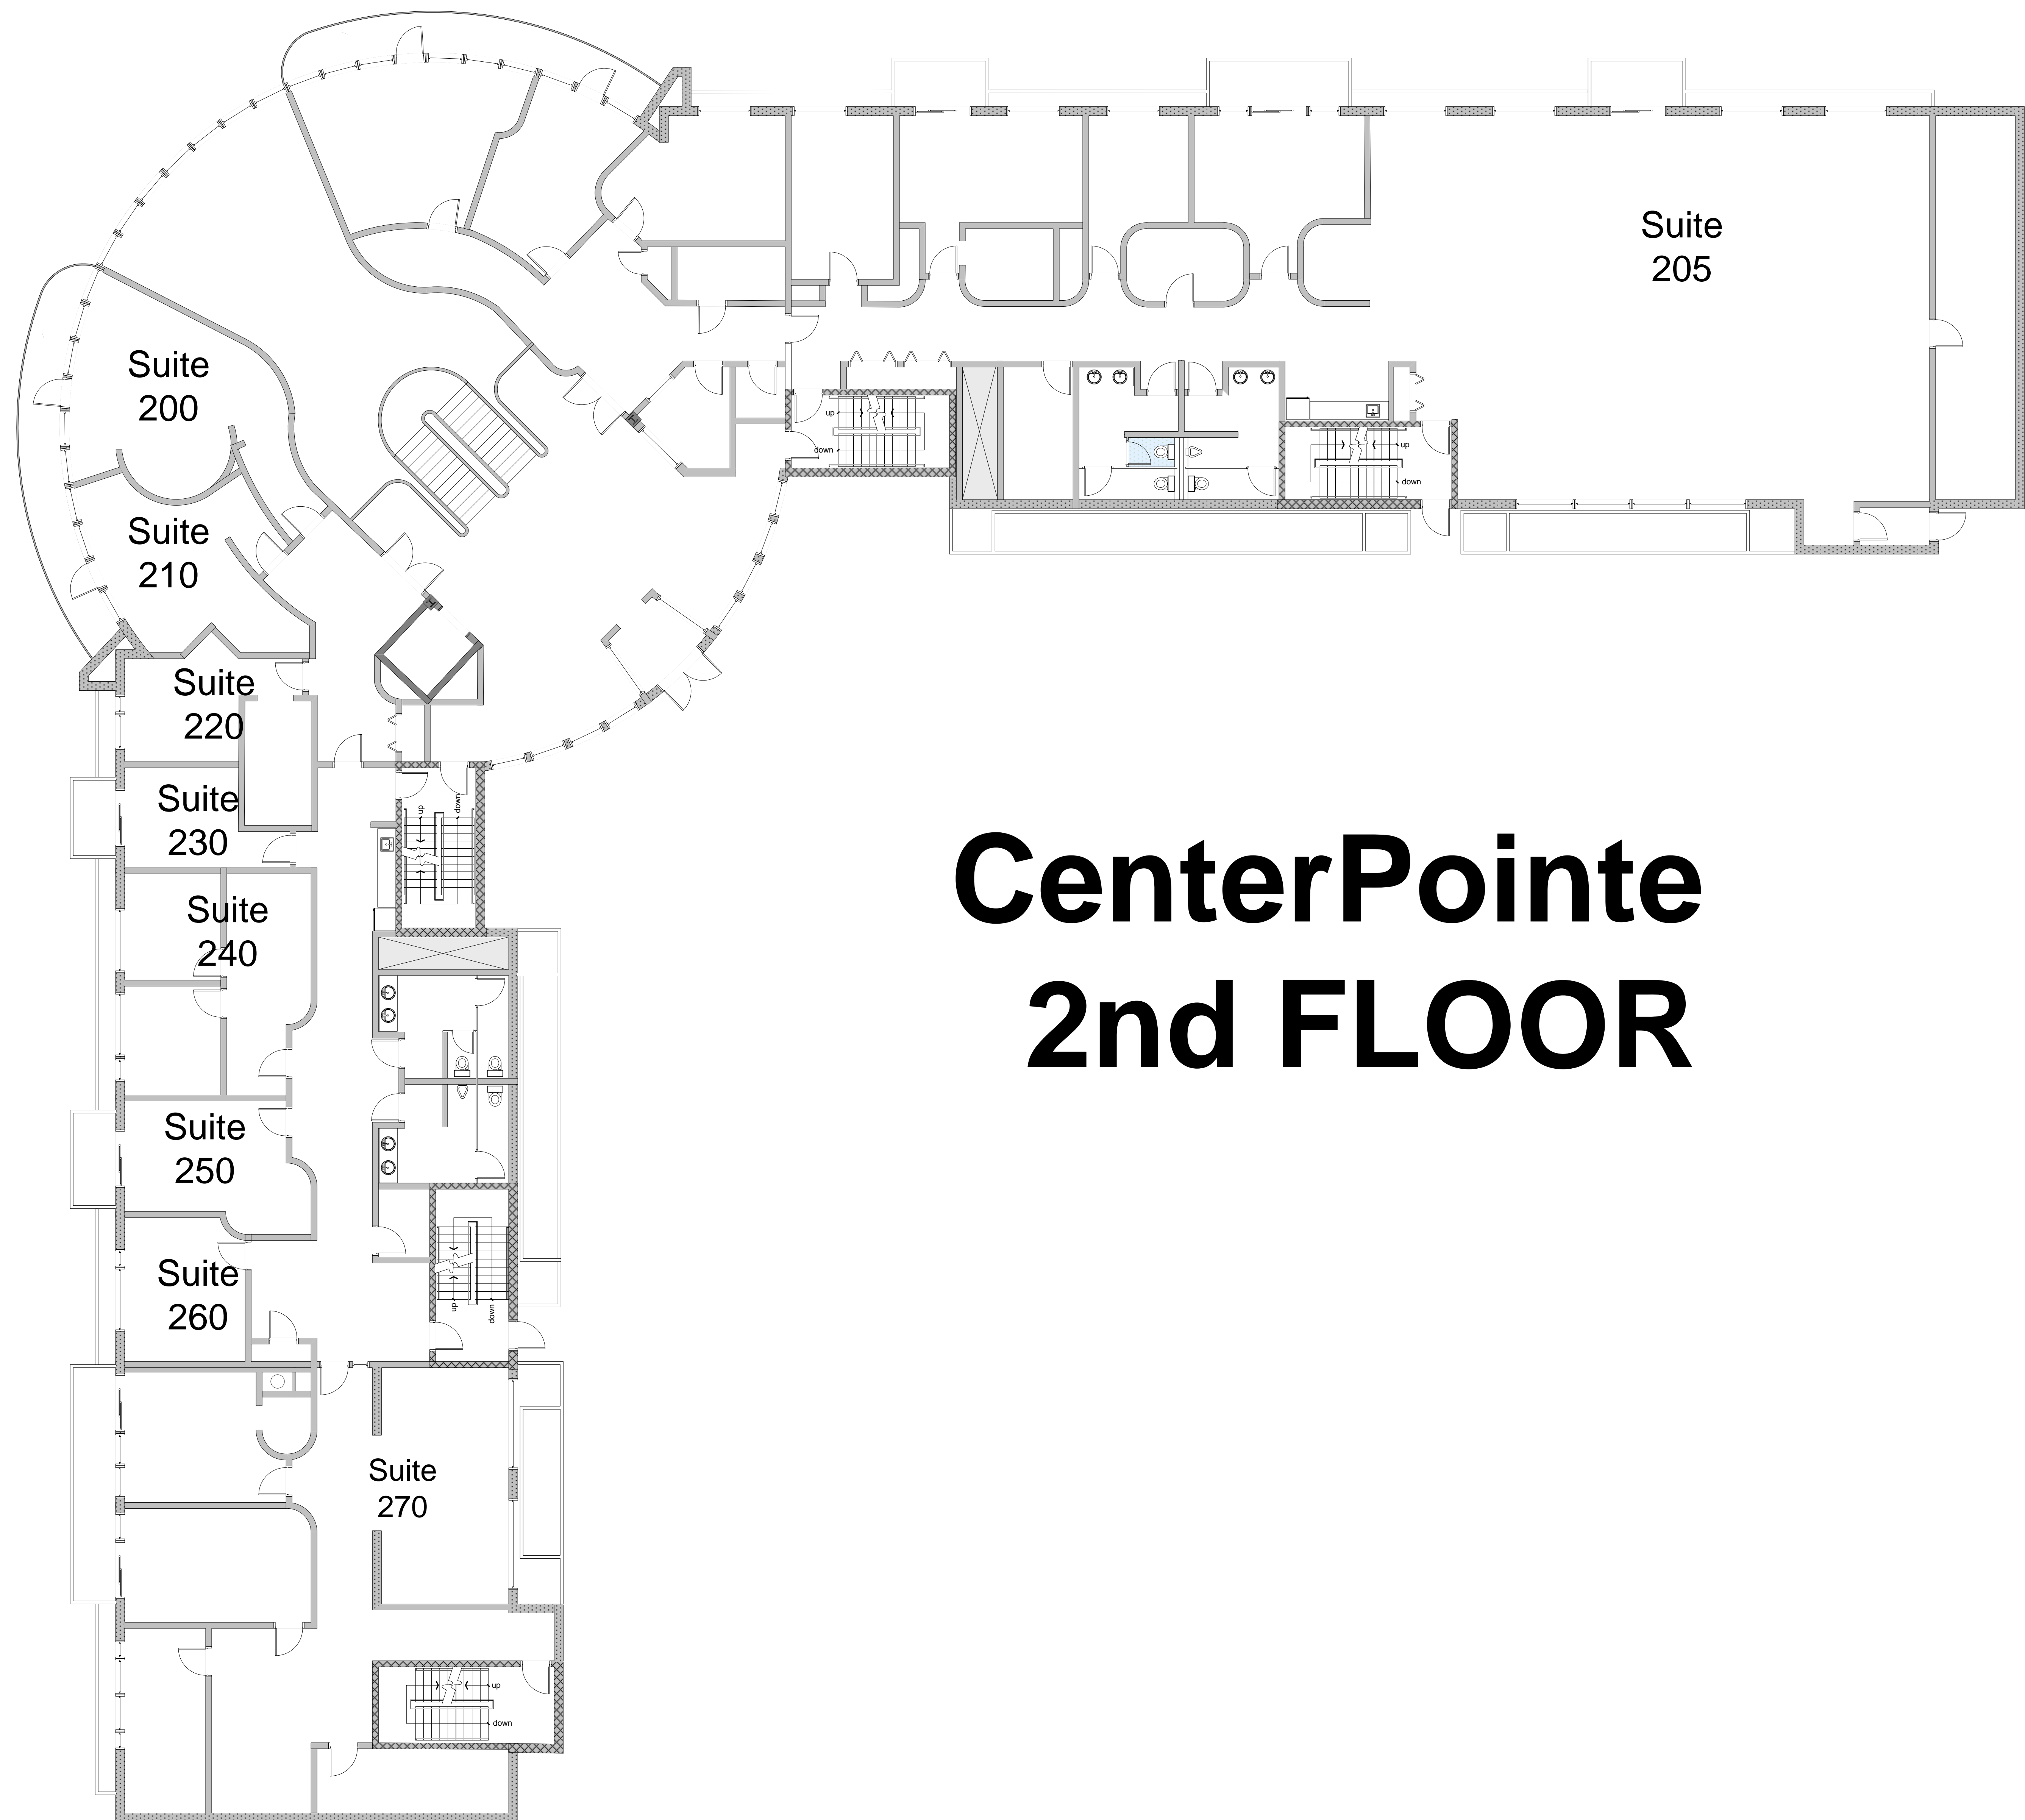 Suite
205
Suite
200
up
down
up
down
Suite
210
Suite
220
Suite
230
up
down
CenterPointe
2nd FLOOR
Suite
240
Suite
250
Suite
260
up
down
Suite
270
up
down